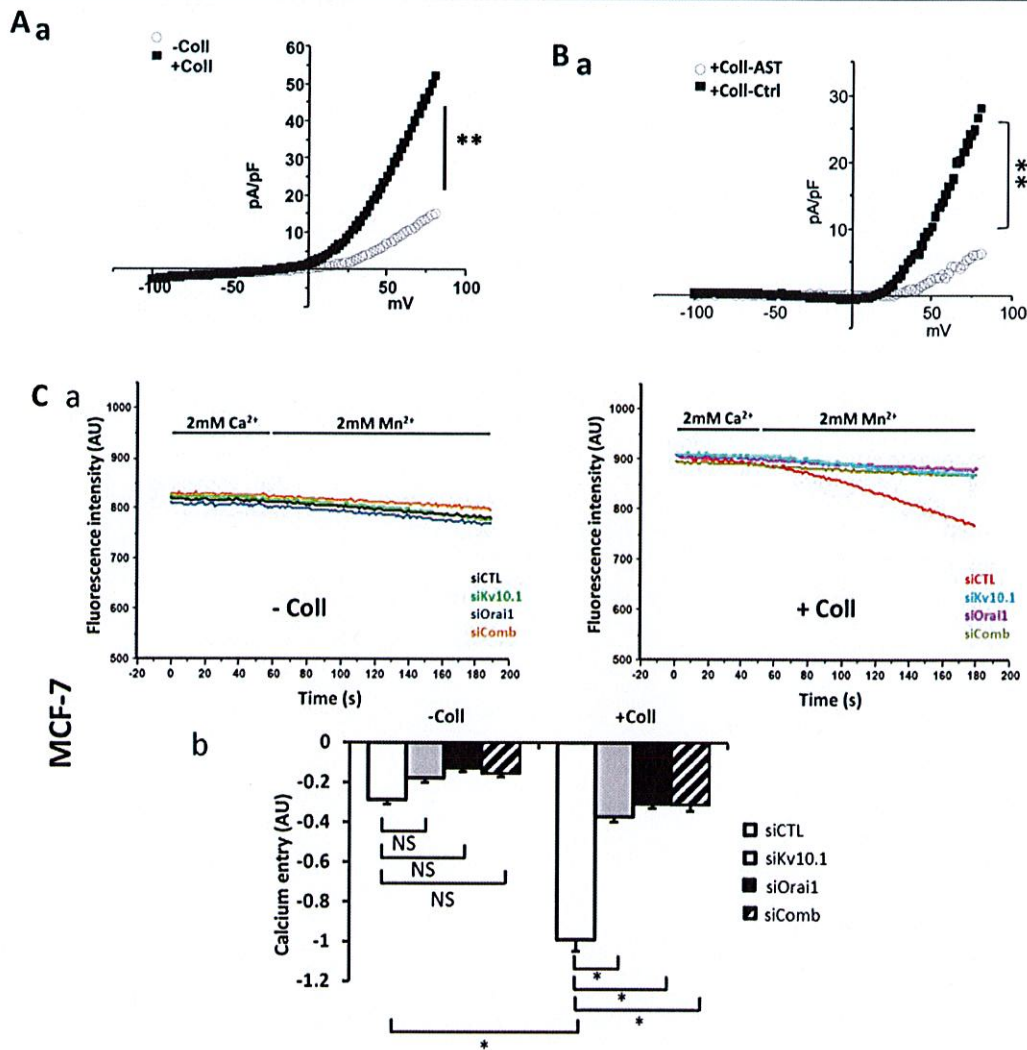 A a
-Coll
+Coll
60
50
40
30
20
10
pA/pF
**
-100 -50 0 50 100
mV
B a
+Coll-AST
+Coll-Ctrl
30
20
10
0
pA/pF
**
-100 -50 50 100
mV
C a
1000
900
800
700
600
500
Fluorescence intensity (AU)
2mM Ca²⁺ 2mM Mn²⁺
siCTL
siKv10.1
siOrai1
siComb
- Coll
-20 0 20 40 60 80 100 120 140 160 180 200
Time (s)
1000
900
800
700
600
500
Fluorescence intensity (AU)
2mM Ca²⁺ 2mM Mn²⁺
siCTL
siKv10.1
siOrai1
siComb
+ Coll
-20 0 20 40 60 80 100 120 140 160 180 200
Time (s)
MCF-7
b
-Coll +Coll
0
-0.2
-0.4
-0.6
-0.8
-1
-1.2
Calcium entry (AU)
NS
NS
NS
*
*
*
*
siCTL
siKv10.1
siOrai1
siComb